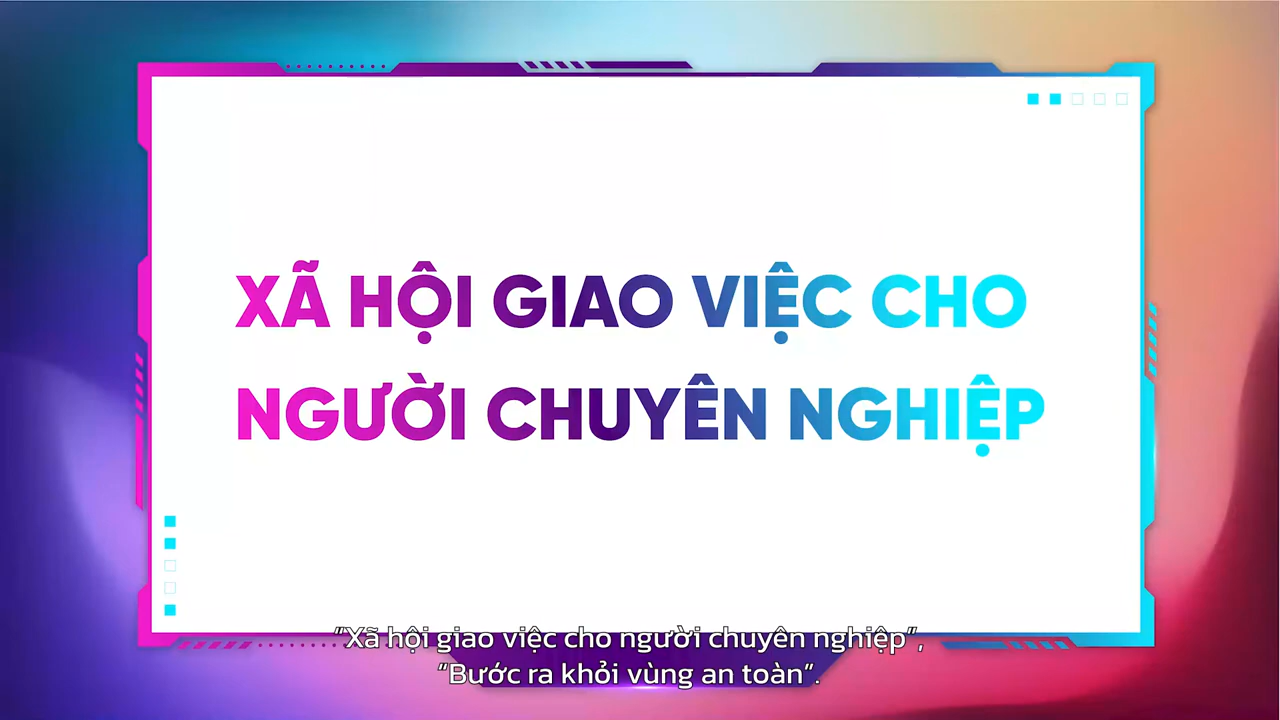 XÃ HỘI GIAO VIỆC CHO
NGƯỜI CHUYÊN NGHIỆP
“Xã hội giao việc cho người chuyên nghiệp”,
“Bước ra khỏi vùng an toàn”.